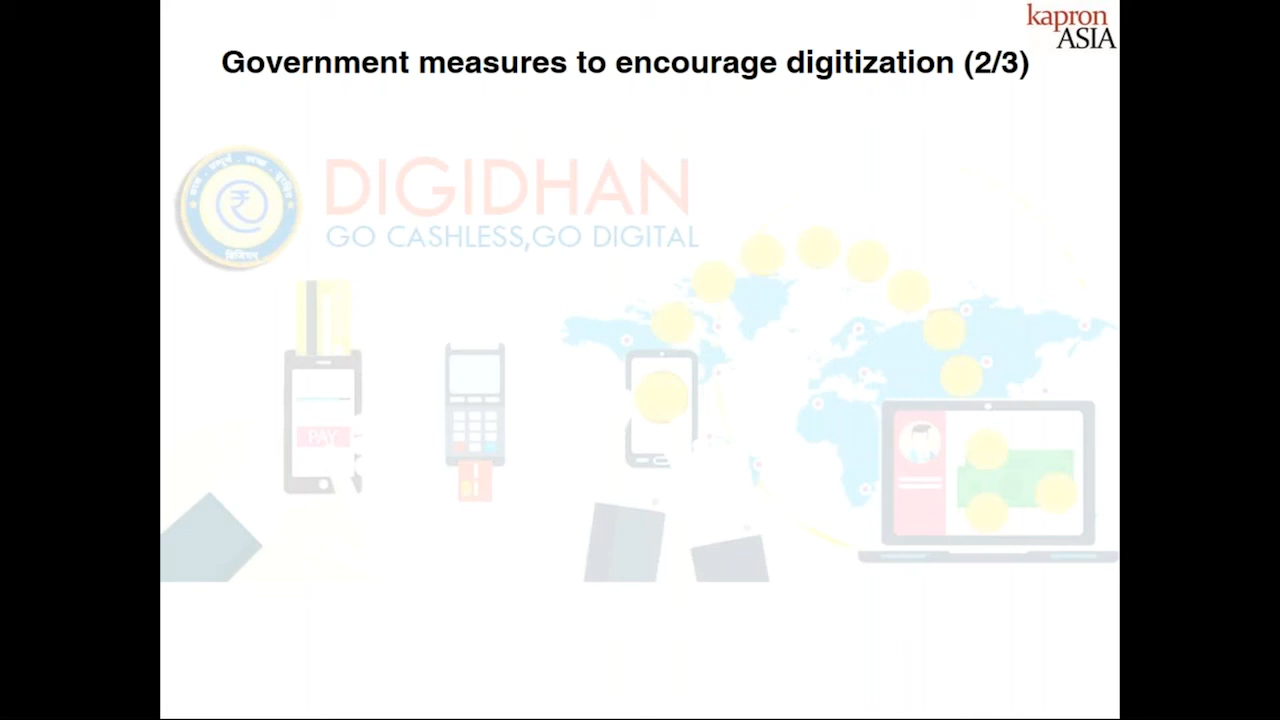 kapron
ASIA
Government measures to encourage digitization (2/3)
DIGIDHAN
GO CASHLESS,GO DIGITAL
PAY